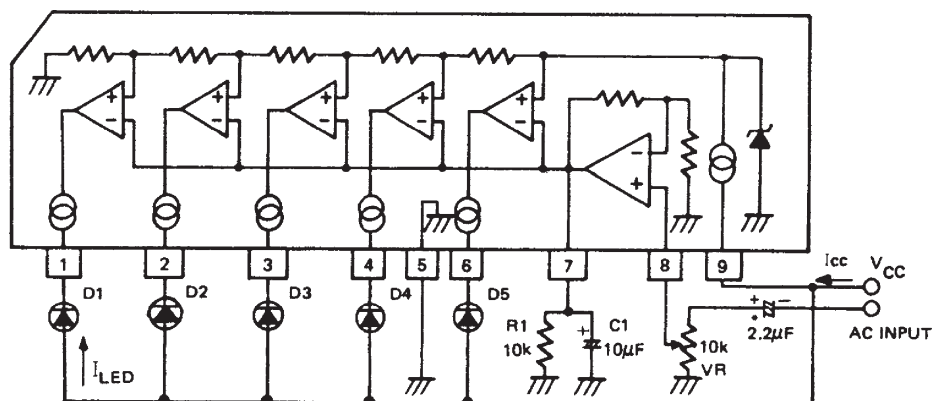 + + + + +
− − − − − −
+
1 2 3 4 5 6 7 8 9
Icc VCC
D1 D2 D3 D4 D5
+ −
2.2μF
AC INPUT
R1 10k
+ C1 10μF
10k VR
ILED